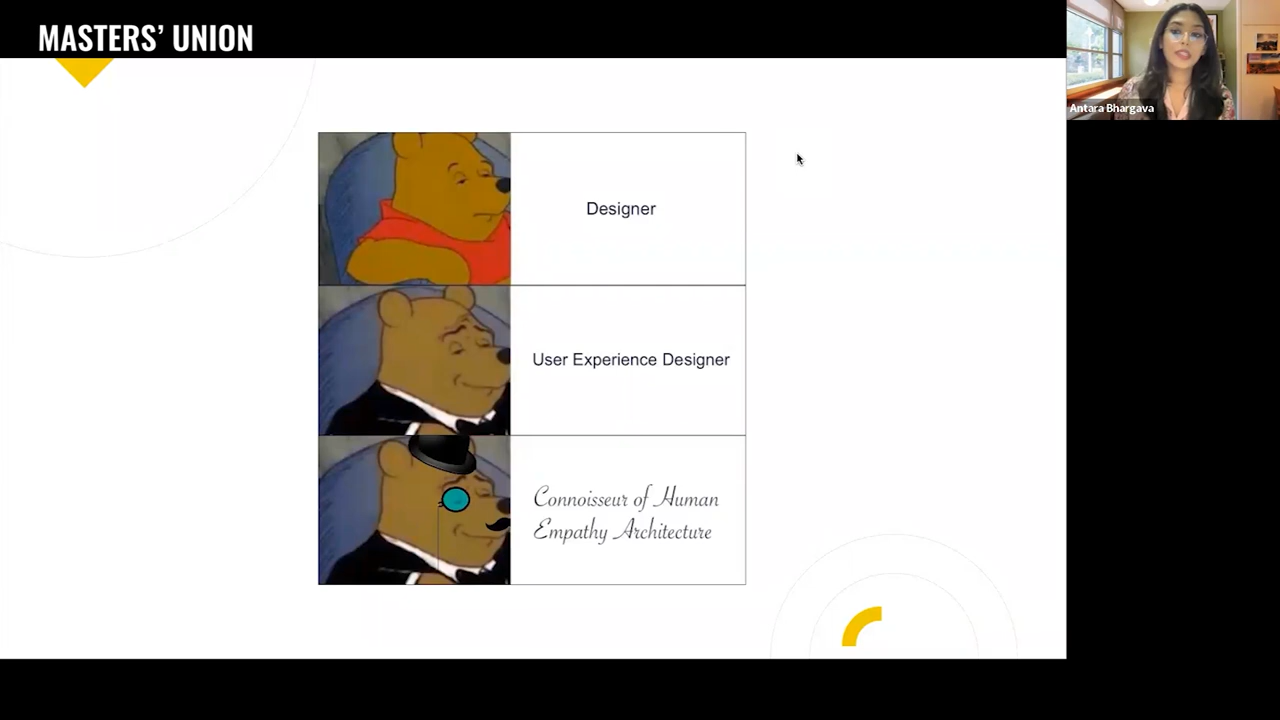 MASTERS' UNION
Antara Bhargava
Designer
User Experience Designer
Connoisseur of Human
Empathy Architecture